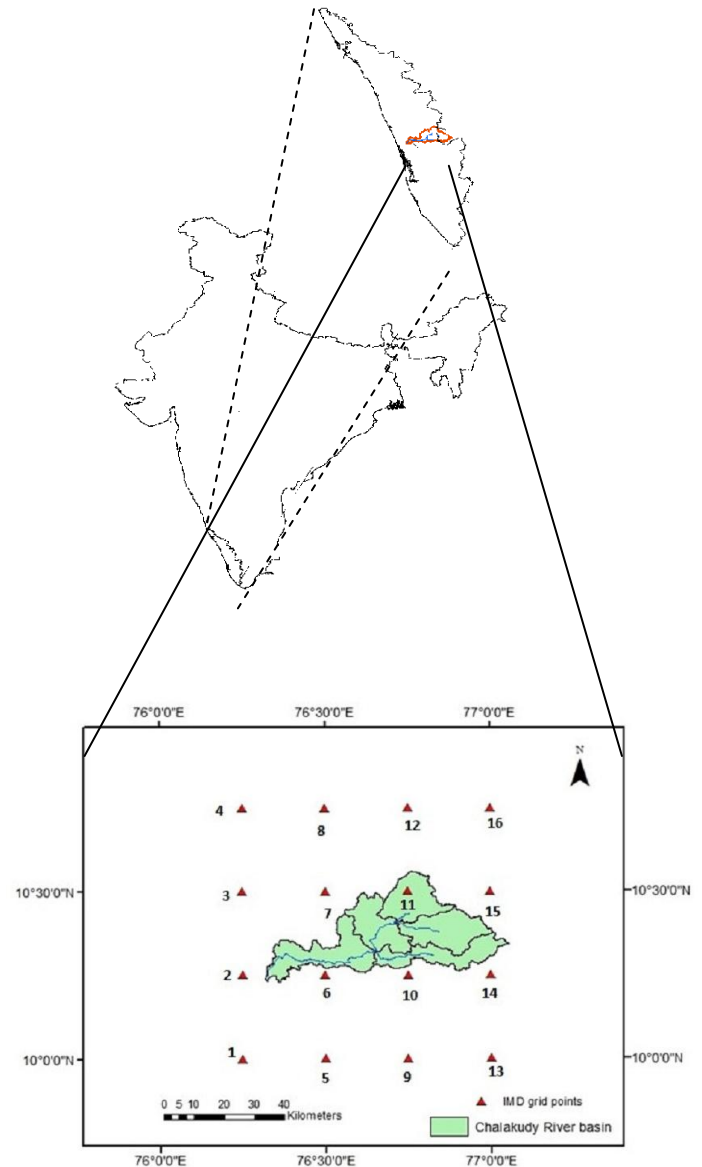 76°0'0"E 76°30'0"E 77°0'0"E
N
4 8 12 16
10°30'0"N 3 7 11 15 10°30'0"N
2 6 10 14
10°0'0"N 1 5 9 13 10°0'0"N
0 5 10 20 30 40
Kilometers
IMD grid points
Chalakudy River basin
76°0'0"E 76°30'0"E 77°0'0"E